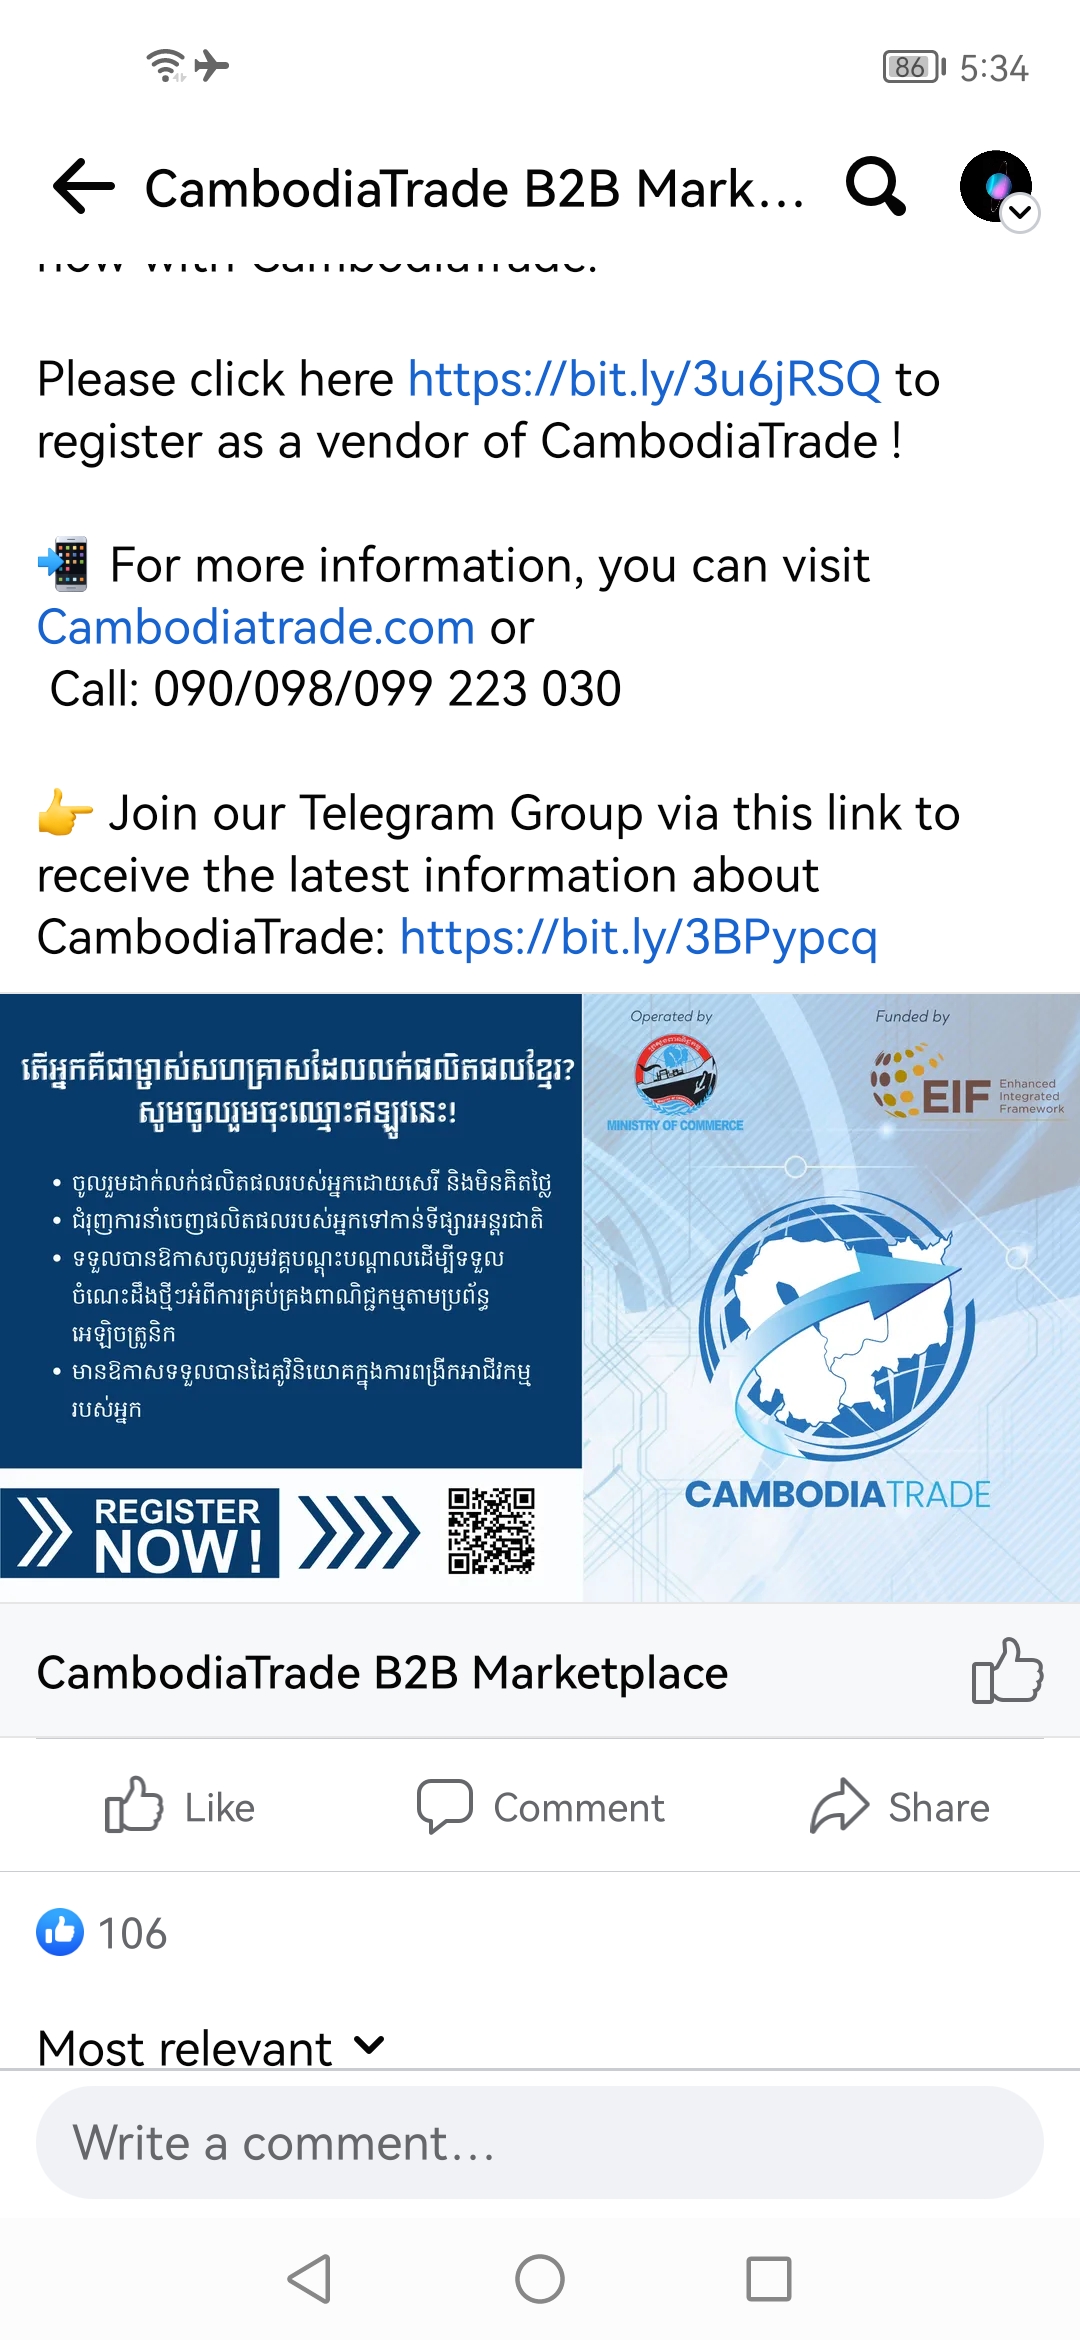 86 5:34
CambodiaTrade B2B Mark...
now with CambodiaTrade.
Please click here https://bit.ly/3u6jRSQ to
register as a vendor of CambodiaTrade !
For more information, you can visit
Cambodiatrade.com or
Call: 090/098/099 223 030
Join our Telegram Group via this link to
receive the latest information about
CambodiaTrade: https://bit.ly/3BPypcq
តើអ្នកគឺជាម្ចាស់សហគ្រាសដែលលក់ផលិតផលខ្មែរ?
សូមចូលរួមចុះឈ្មោះឥឡូវនេះ!
• ចូលរួមដាក់លក់ផលិតផលរបស់អ្នកដោយសេរី និងមិនគិតថ្លៃ
• ជំរុញការនាំចេញផលិតផលរបស់អ្នកទៅកាន់ទីផ្សារអន្តរជាតិ
• ទទួលបានឱកាសចូលរួមវគ្គបណ្តុះបណ្តាលដើម្បីទទួល
ចំណេះដឹងថ្មីៗអំពីការគ្រប់គ្រងពាណិជ្ជកម្មតាមប្រព័ន្ធ
អេឡិចត្រូនិក
• មានឱកាសទទួលបានដៃគូវិនិយោគក្នុងការពង្រីកអាជីវកម្ម
របស់អ្នក
REGISTER
NOW!
Operated by
MINISTRY OF COMMERCE
Funded by
EIF Enhanced
Integrated
Framework
CAMBODIATRADE
CambodiaTrade B2B Marketplace
Like Comment Share
106
Most relevant
Write a comment...